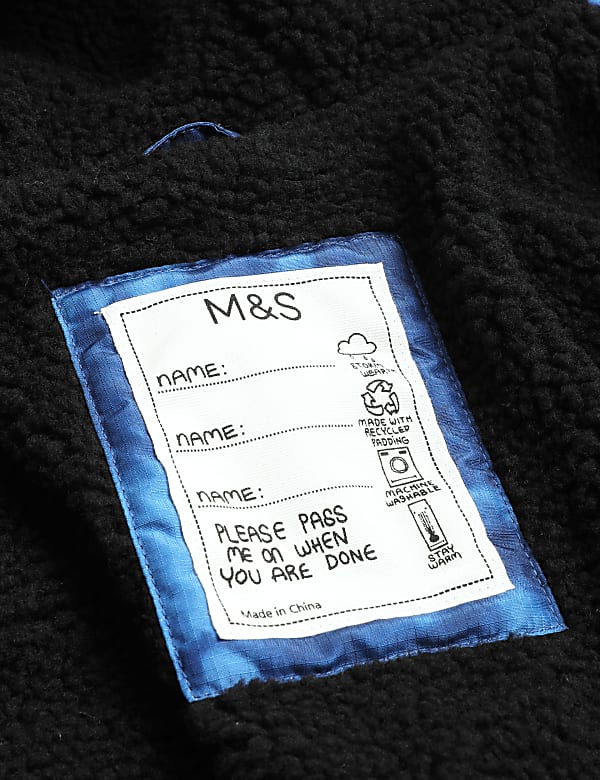 M&S
NAME:
NAME:
NAME:
PLEASE PASS
ME ON WHEN
YOU ARE DONE
Made in China
MADE WITH
RECYCLED
PADDING
MACHINE
WASHABLE
STAY
WARM